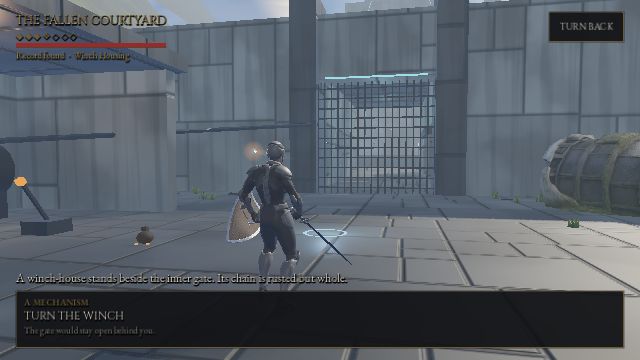 THE FALLEN COURTYARD
TURN BACK
Record found · Winch Housing
A winch-house stands beside the inner gate. Its chain is rusted but whole.
A MECHANISM
TURN THE WINCH
The gate would stay open behind you.